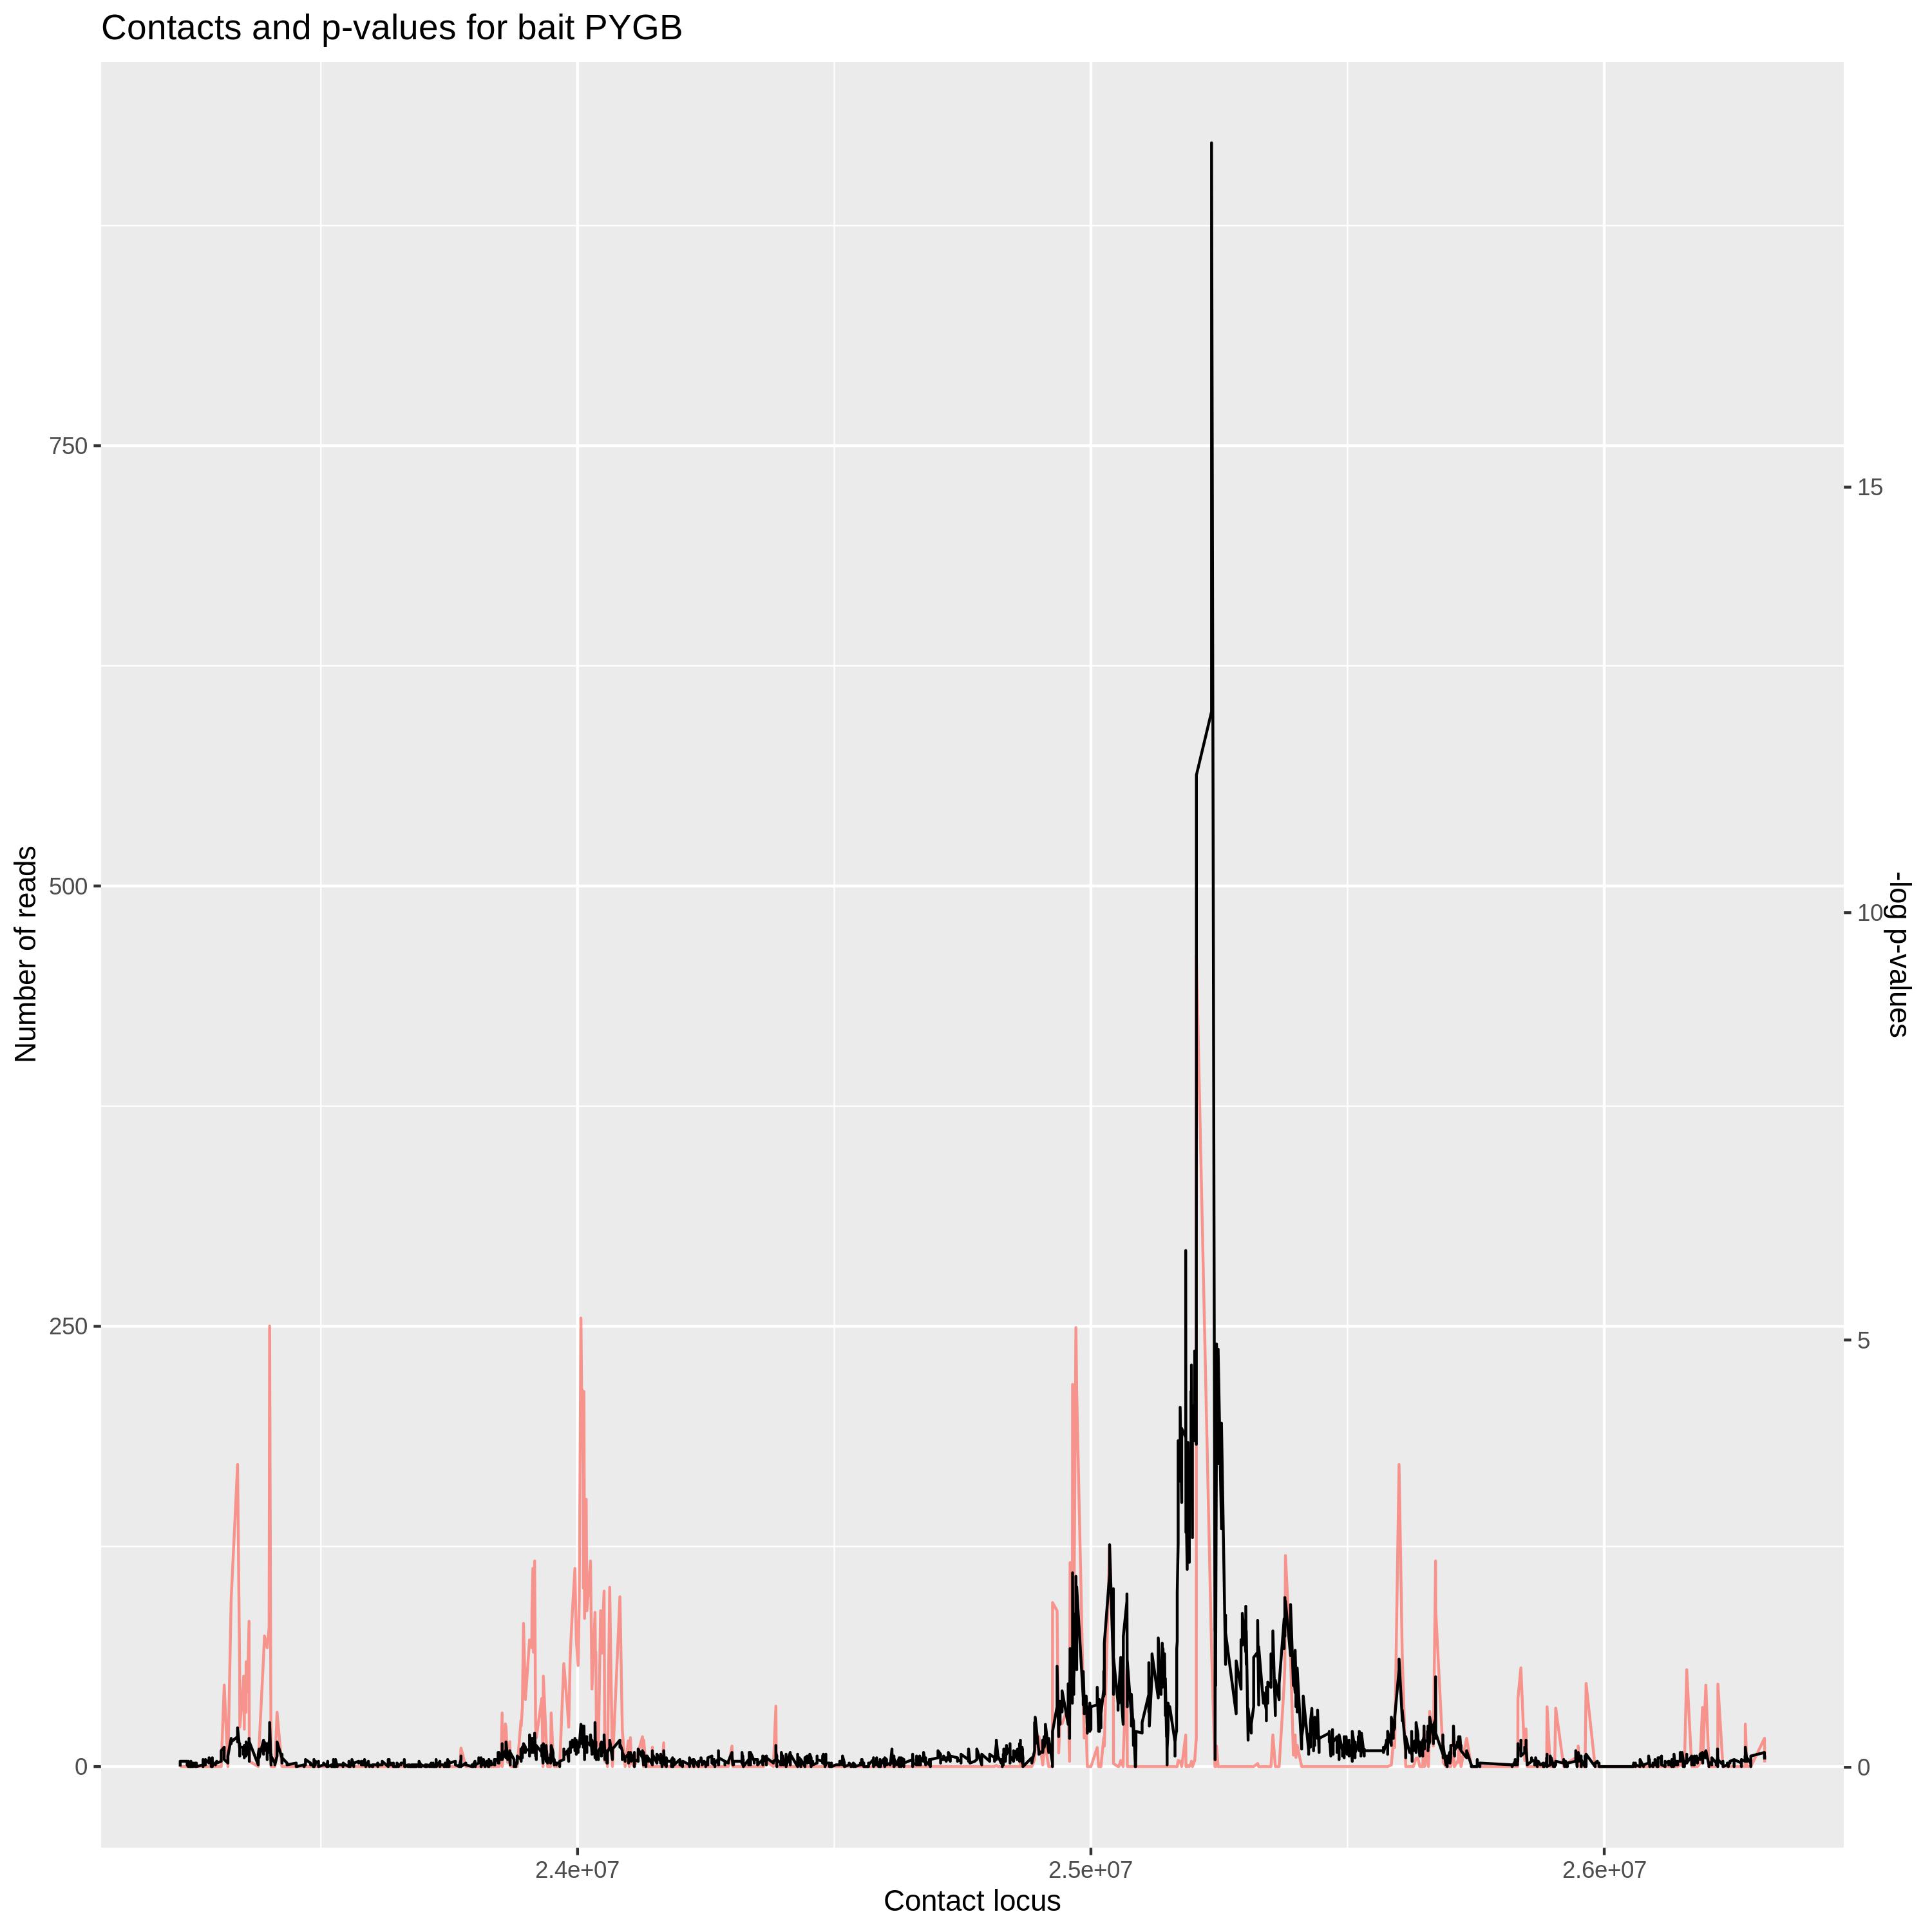 Contacts and p-values for bait PYGB
Number of reads
750
500
250
0
15
10
5
0
-log p-values
2.4e+07
2.5e+07
2.6e+07
Contact locus